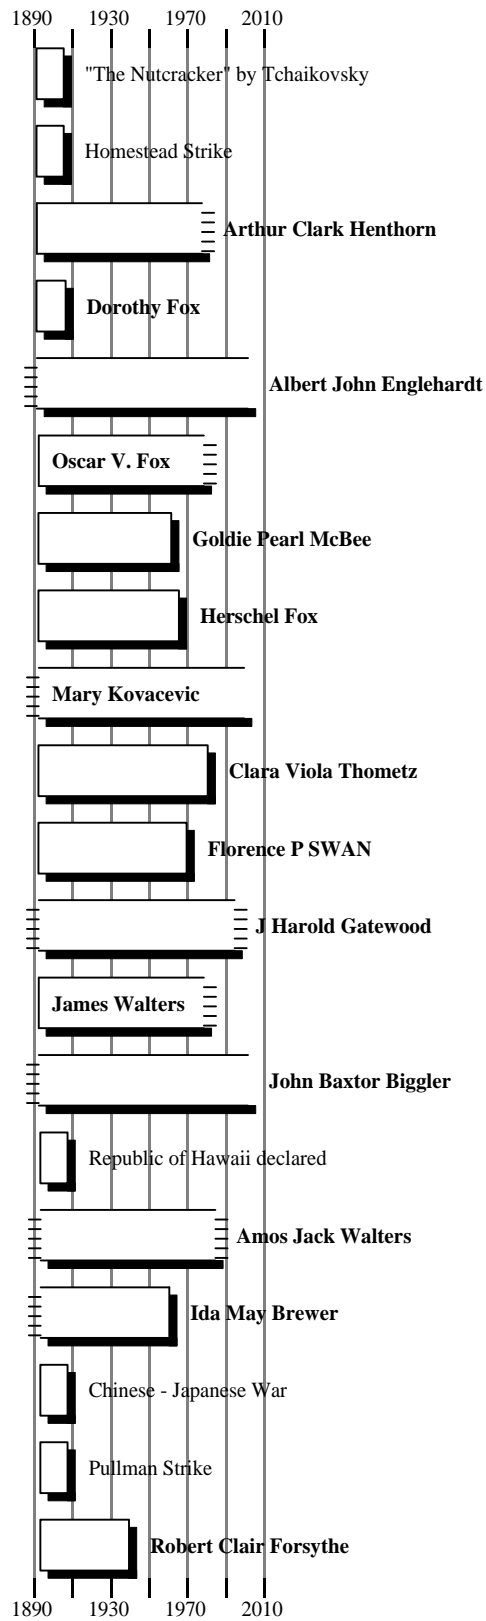 1890 1930 1970 2010
"The Nutcracker" by Tchaikovsky
Homestead Strike
Arthur Clark Henthorn
Dorothy Fox
Albert John Englehardt
Oscar V. Fox
Goldie Pearl McBee
Herschel Fox
Mary Kovacevic
Clara Viola Thometz
Florence P SWAN
J Harold Gatewood
James Walters
John Baxtor Biggler
Republic of Hawaii declared
Amos Jack Walters
Ida May Brewer
Chinese - Japanese War
Pullman Strike
Robert Clair Forsythe
1890 1930 1970 2010